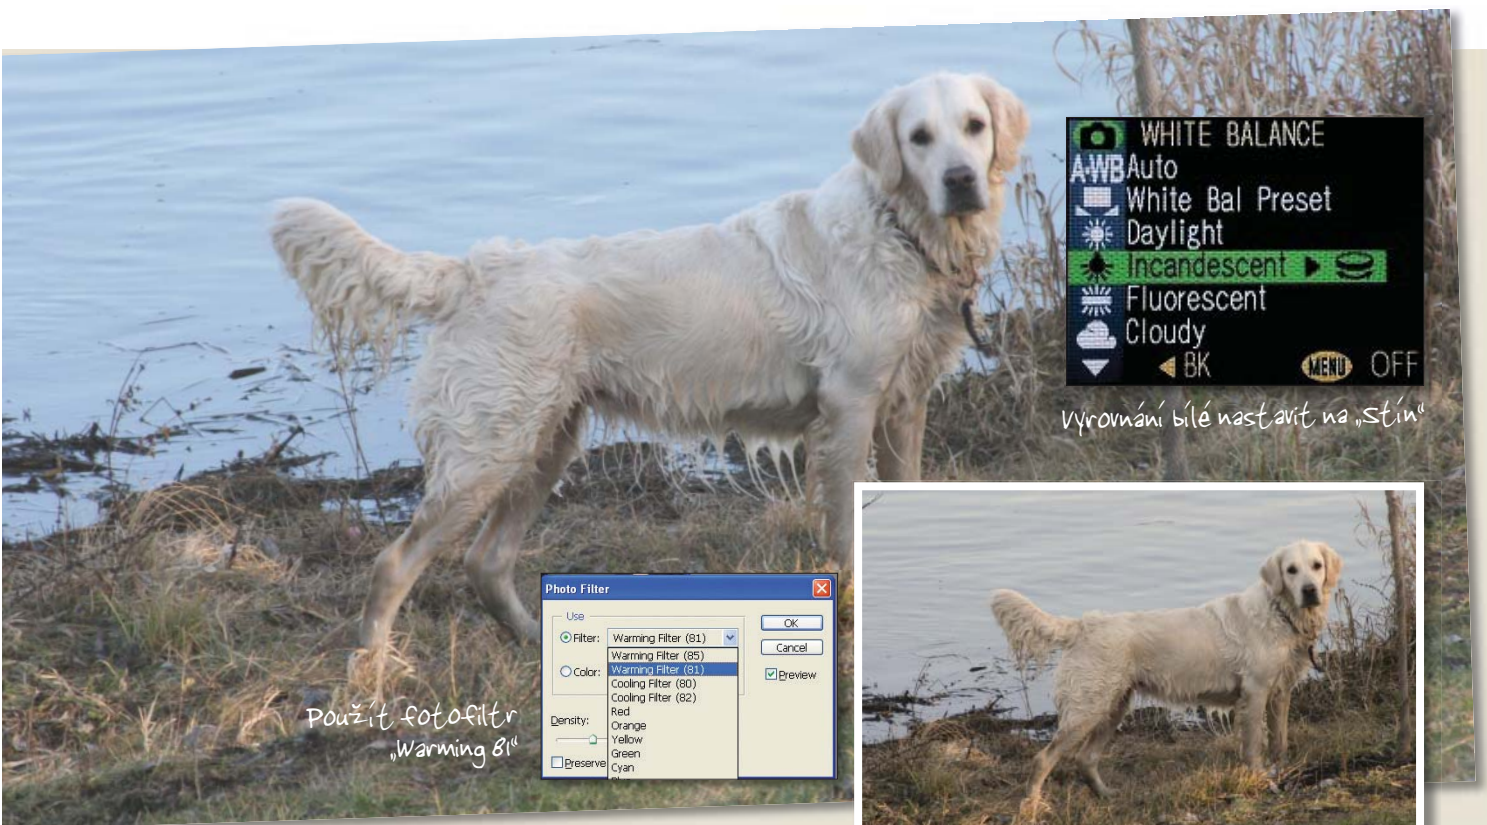 WHITE BALANCE
A-WB Auto
White Bal Preset
Daylight
Incandescent
Fluorescent
Cloudy
BK MENU OFF
Vyrovnání bílé nastavit na „Stín“
Photo Filter
Use
Filter: Warming Filter (81)
Warming Filter (85)
Warming Filter (81)
Cooling Filter (80)
Cooling Filter (82)
Red
Orange
Yellow
Green
Cyan
Color:
Density:
Preserve
OK
Cancel
Preview
Použít fotofiltr
„Warming 81“